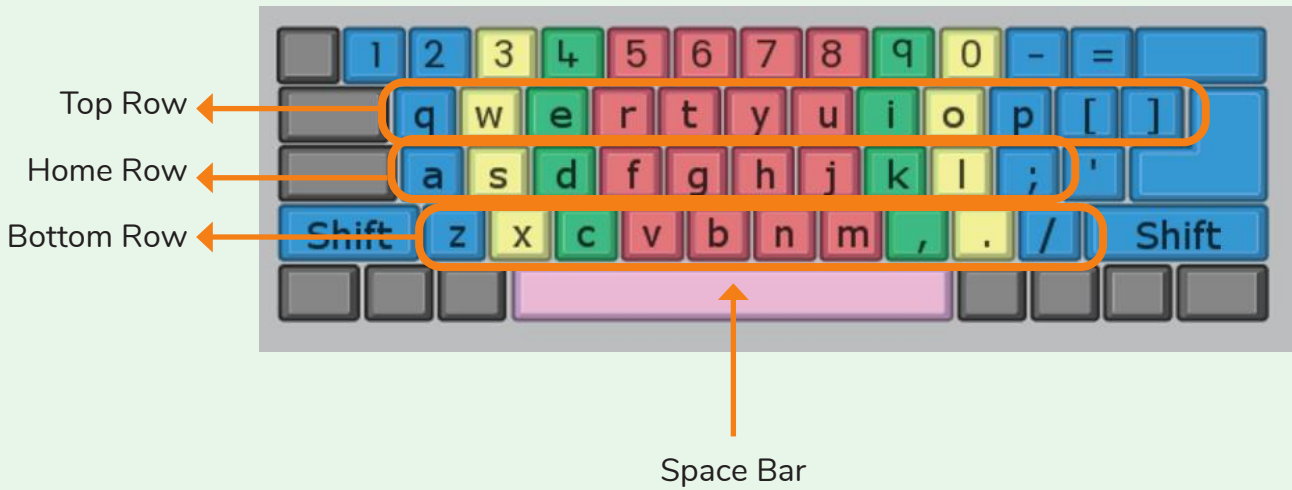 1 2 3 4 5 6 7 8 9 0 - =
Top Row
q w e r t y u i o p [ ]
Home Row
a s d f g h j k l ; '
Bottom Row
Shift z x c v b n m , . / Shift
Space Bar